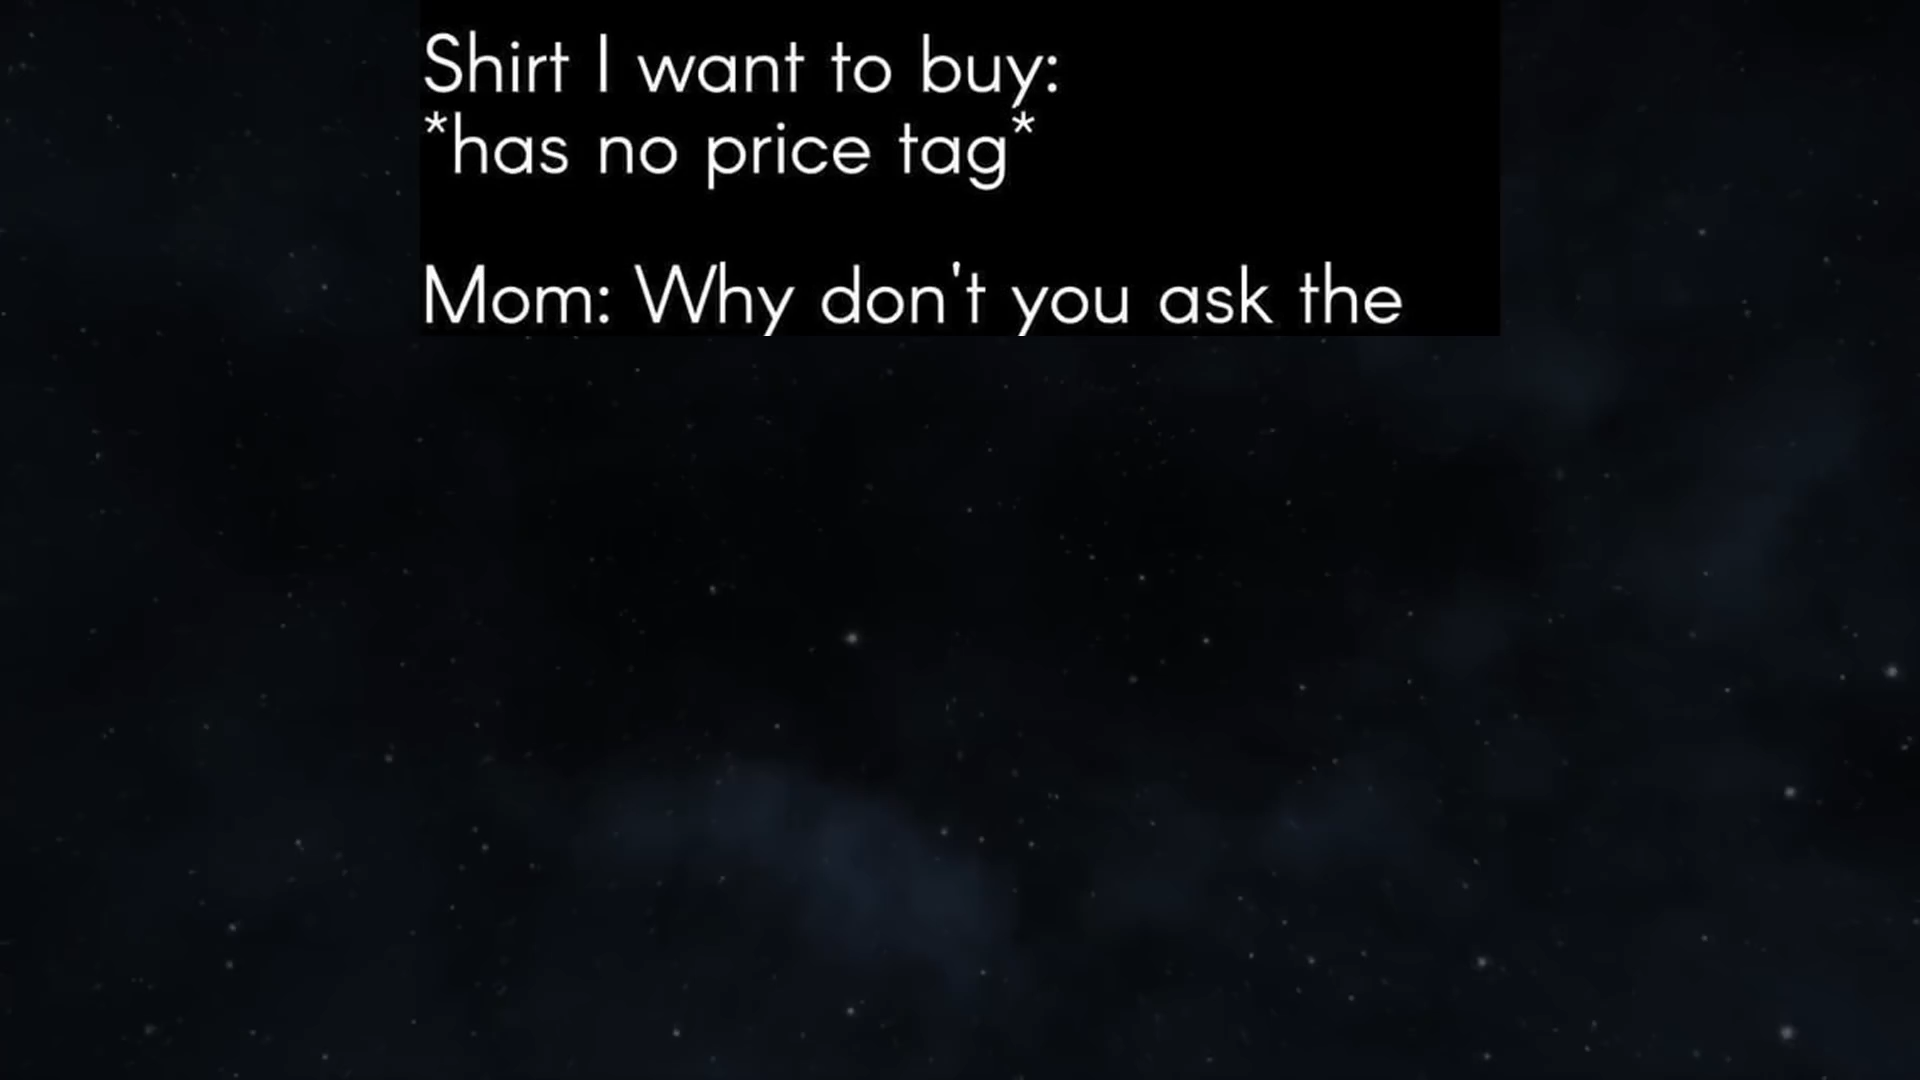 Shirt I want to buy:
*has no price tag*
Mom: Why don't you ask the